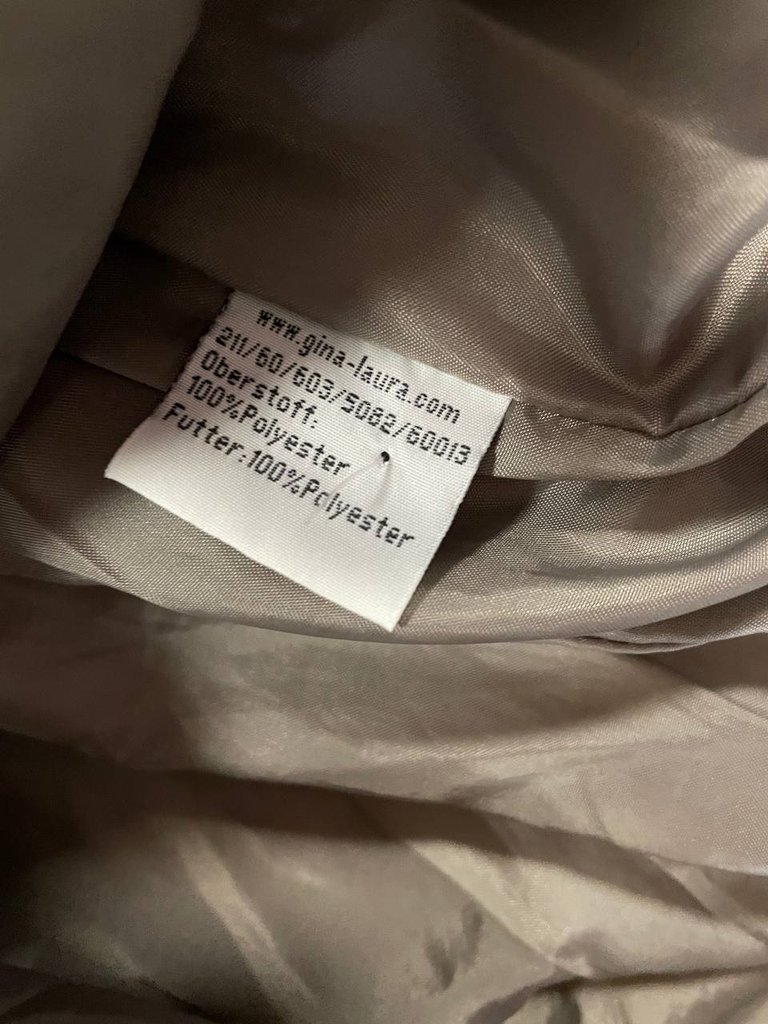 www.gina-laura.com
211/60/603/5082/60013
Oberstoff:
100%Polyester
Futter:100%Polyester